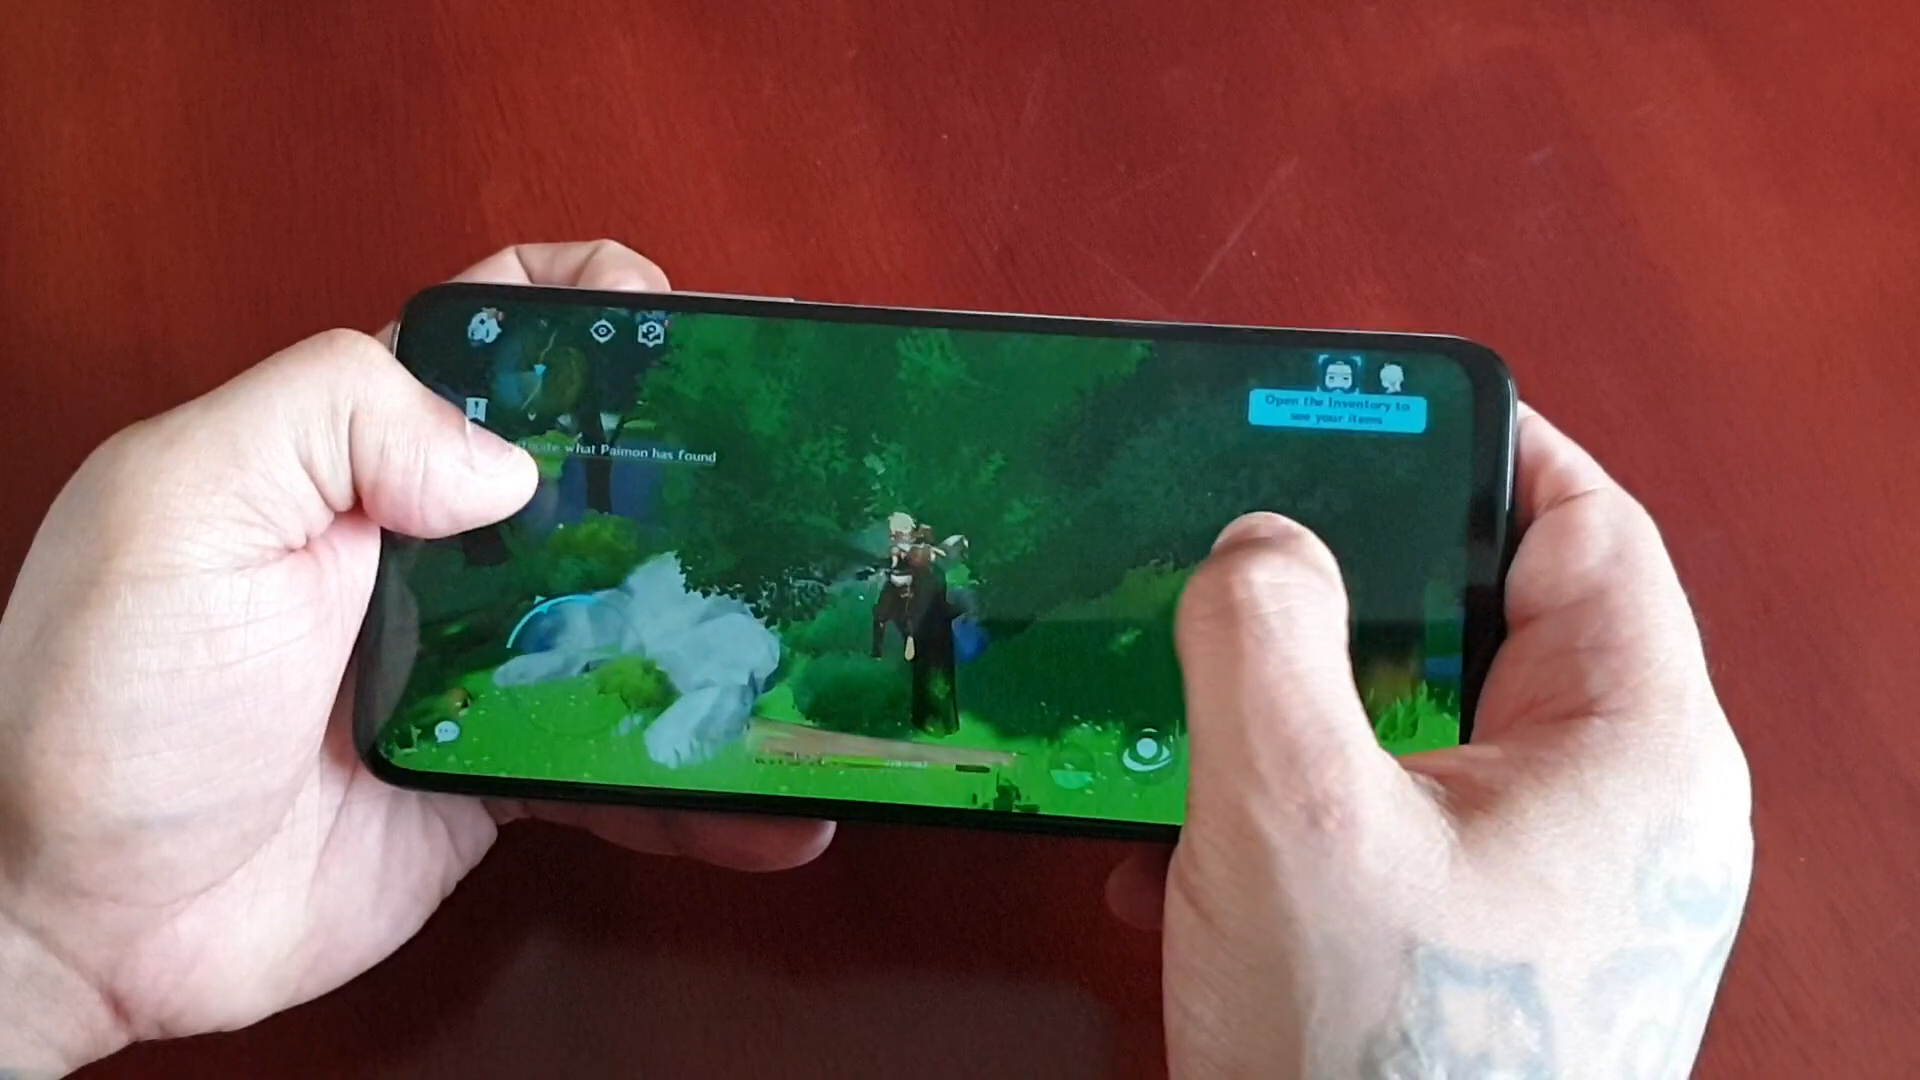 what Paimon has found
Open the Inventory to
see your items